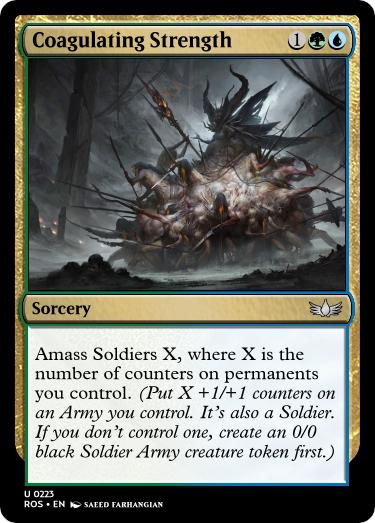 Coagulating Strength 1
Sorcery
Amass Soldiers X, where X is the
number of counters on permanents
you control. (Put X +1/+1 counters on
an Army you control. It's also a Soldier.
If you don't control one, create an 0/0
black Soldier Army creature token first.)
U 0223
ROS • EN SAEED FARHANGIAN